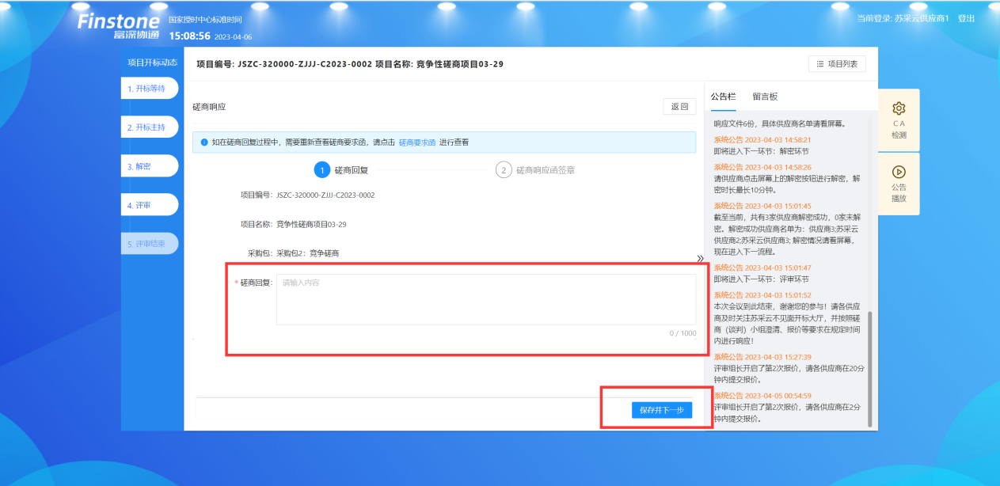 Finstone
富深协通
国家授时中心标准时间
15:08:56 2023-04-06
当前登录: 苏采云供应商1 登出
项目开标动态
1. 开标等待
2. 开标主持
3. 解密
4. 评审
5. 评审结束
项目编号: JSZC-320000-ZJJJ-C2023-0002 项目名称: 竞争性磋商项目03-29
项目列表
磋商响应
返 回
如在磋商回复过程中，需要重新查看磋商要求函，请点击 磋商要求函 进行查看
1 磋商回复
2 磋商响应函签章
项目编号: JSZC-320000-ZJJJ-C2023-0002
项目名称: 竞争性磋商项目03-29
采购包: 采购包2：竞争磋商
* 磋商回复: 请输入内容
0 / 1000
保存并下一步
公告栏 留言板
响应文件6份，具体供应商名单请看屏幕。
系统公告 2023-04-03 14:58:21
即将进入下一环节：解密环节
系统公告 2023-04-03 14:58:26
请供应商点击屏幕上的解密按钮进行解密，解
密时长最长10分钟。
系统公告 2023-04-03 15:01:45
截至当前，共有3家供应商解密成功，0家未解
密。解密成功供应商名单为：供应商3;苏采云
供应商2;苏采云供应商3; 解密情况请看屏幕，
现在进入下一流程。
系统公告 2023-04-03 15:01:47
即将进入下一环节：评审环节
系统公告 2023-04-03 15:01:52
本次会议到此结束，谢谢您的参与！请各供应
商及时关注苏采云不见面开标大厅，并按照磋
商（谈判）小组澄清、报价等要求在规定时间
内进行响应！
系统公告 2023-04-03 15:27:39
评审组长开启了第2次报价，请各供应商在20分
钟内提交报价。
系统公告 2023-04-05 00:54:59
评审组长开启了第2次报价，请各供应商在2分
钟内提交报价。
C A
检测
公告
播放